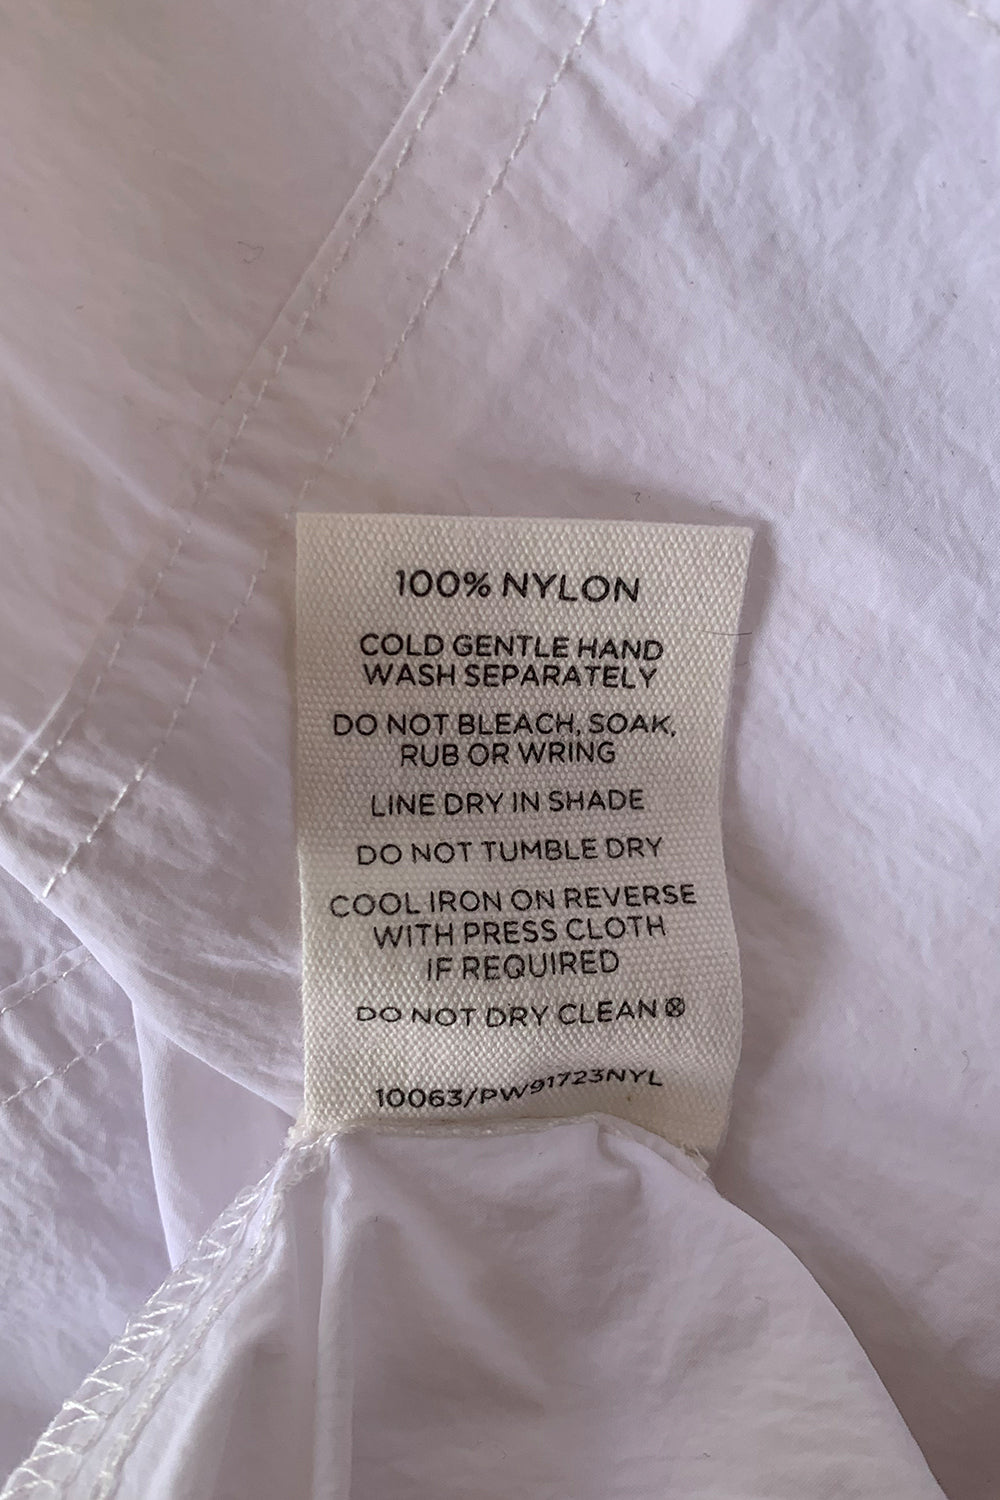 100% NYLON
COLD GENTLE HAND
WASH SEPARATELY
DO NOT BLEACH, SOAK,
RUB OR WRING
LINE DRY IN SHADE
DO NOT TUMBLE DRY
COOL IRON ON REVERSE
WITH PRESS CLOTH
IF REQUIRED
DO NOT DRY CLEAN
10063/PW91723NYL